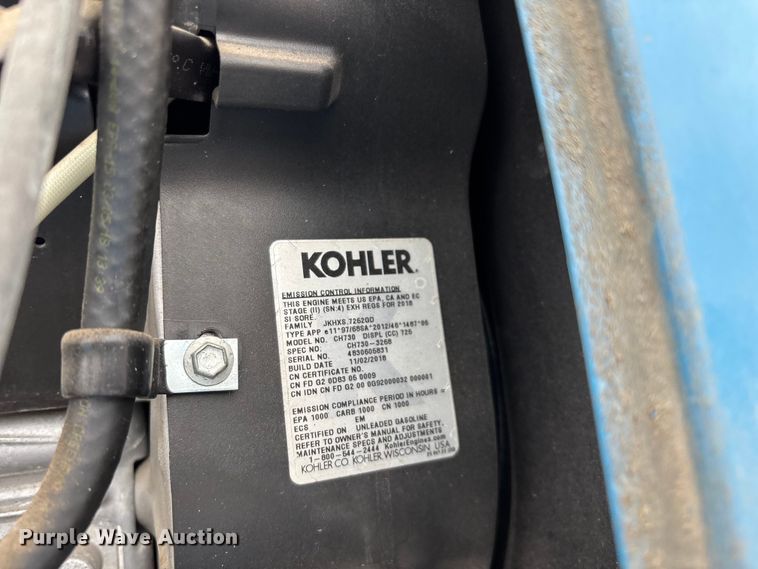 KOHLER.
EMISSION CONTROL INFORMATION
THIS ENGINE MEETS US EPA, CA AND EC
STAGE (II) (SN:4) EXH REGS FOR 2018
SI SORE.
FAMILY JKHXS.7252GD
TYPE APP e11*97/68SA*2012/46*1487*05
MODEL NO. CH730 DISPL (CC) 725
SPEC NO. CH730-3268
SERIAL NO. 4830605831
BUILD DATE 11/02/2018
CN CERTIFICATE NO.
CN FD G2 0D83 05 0009
CN IDN CN FD G2 00 0G92000032 000001
EMISSION COMPLIANCE PERIOD IN HOURS =
EPA 1000 CARB 1000 CN 1000
ECS EM
CERTIFIED ON UNLEADED GASOLINE
REFER TO OWNER'S MANUAL FOR SAFETY,
MAINTENANCE SPECS AND ADJUSTMENTS
1-800-544-2444 KohlerEngines.com
KOHLER CO. KOHLER WISCONSIN USA
Purple Wave Auction